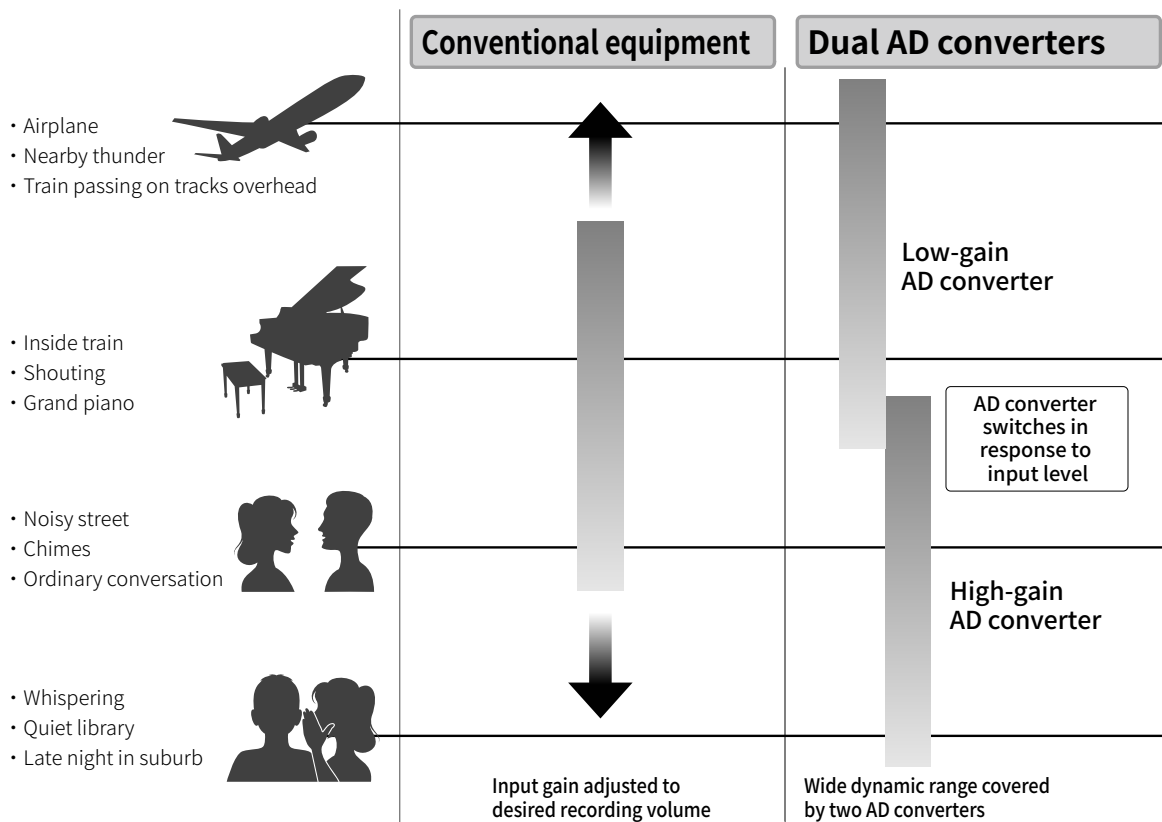 Conventional equipment
Dual AD converters
・Airplane
・Nearby thunder
・Train passing on tracks overhead
Low-gain
AD converter
・Inside train
・Shouting
・Grand piano
AD converter
switches in
response to
input level
・Noisy street
・Chimes
・Ordinary conversation
High-gain
AD converter
・Whispering
・Quiet library
・Late night in suburb
Input gain adjusted to
desired recording volume
Wide dynamic range covered
by two AD converters